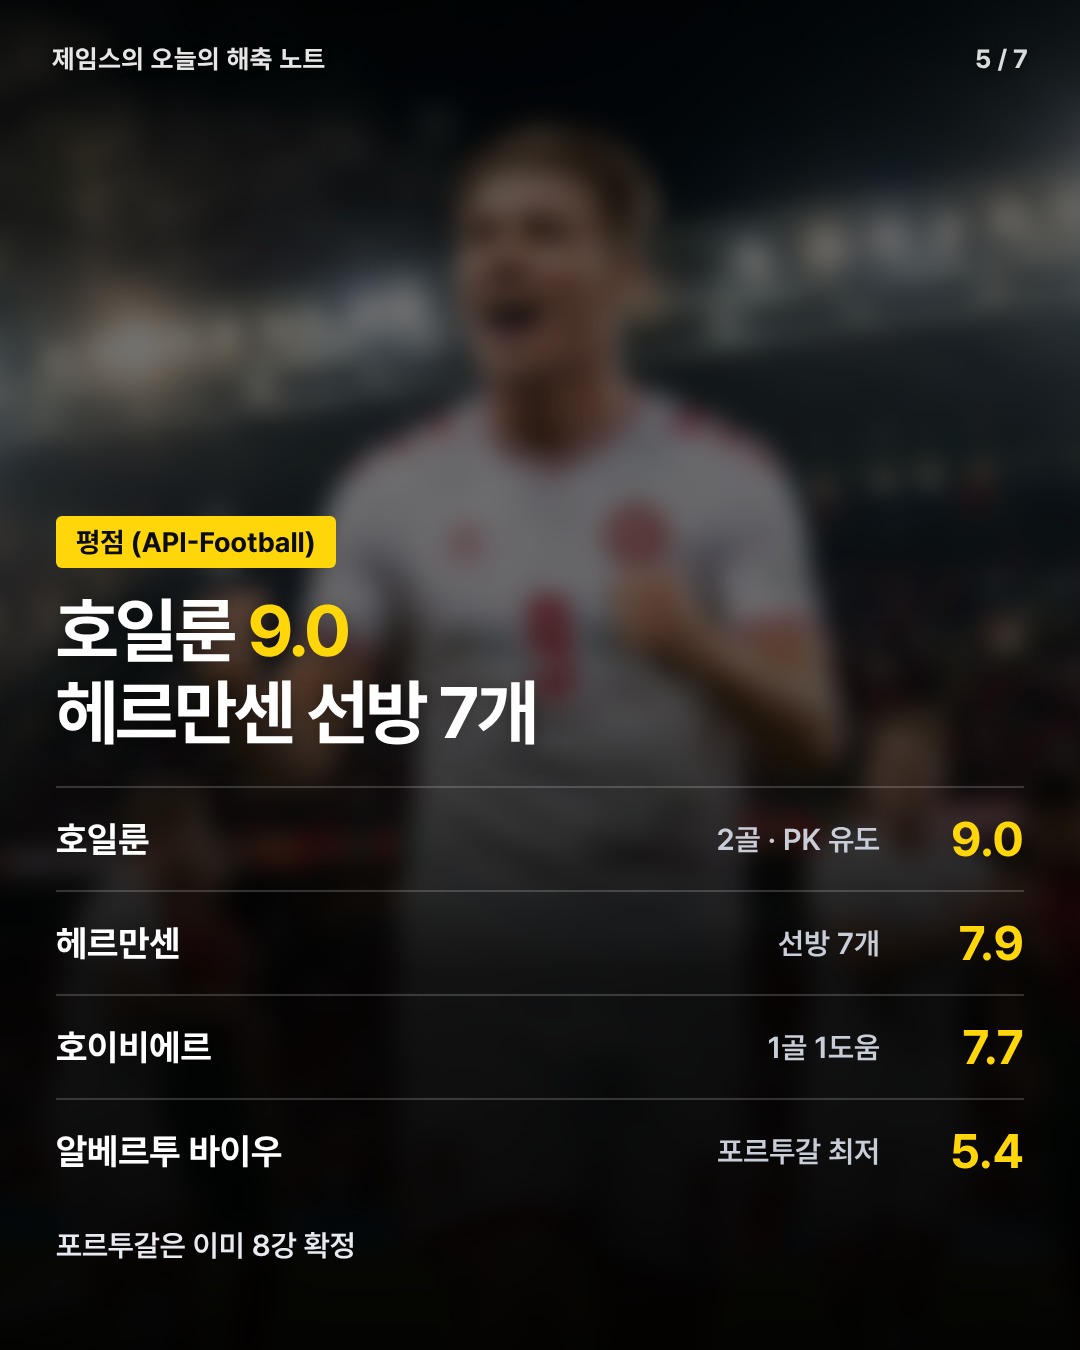 제임스의 오늘의 해축 노트
5 / 7
평점 (API-Football)
호일룬 9.0
헤르만센 선방 7개
호일룬 2골 · PK 유도 9.0
헤르만센 선방 7개 7.9
호이비에르 1골 1도움 7.7
알베르투 바이우 포르투갈 최저 5.4
포르투갈은 이미 8강 확정